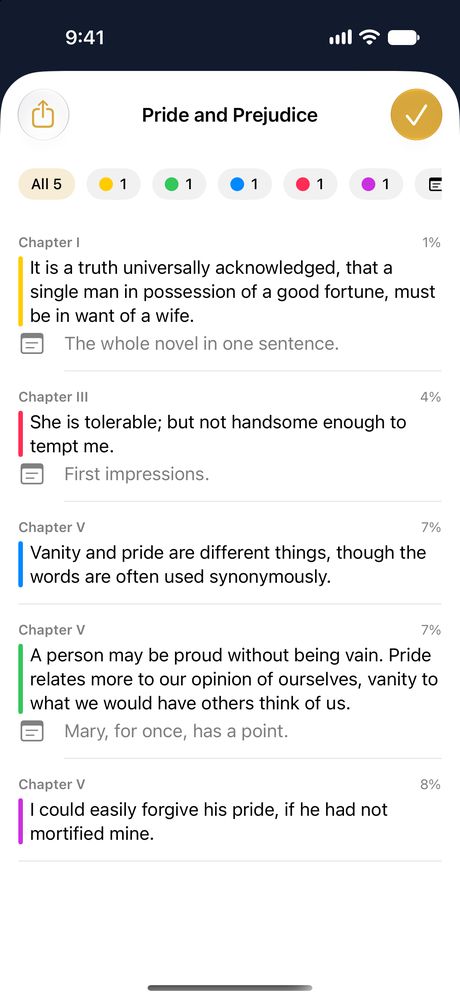 9:41
Pride and Prejudice
All 5
1
1
1
1
1
Chapter I
1%
It is a truth universally acknowledged, that a
single man in possession of a good fortune, must
be in want of a wife.
The whole novel in one sentence.
Chapter III
4%
She is tolerable; but not handsome enough to
tempt me.
First impressions.
Chapter V
7%
Vanity and pride are different things, though the
words are often used synonymously.
Chapter V
7%
A person may be proud without being vain. Pride
relates more to our opinion of ourselves, vanity to
what we would have others think of us.
Mary, for once, has a point.
Chapter V
8%
I could easily forgive his pride, if he had not
mortified mine.